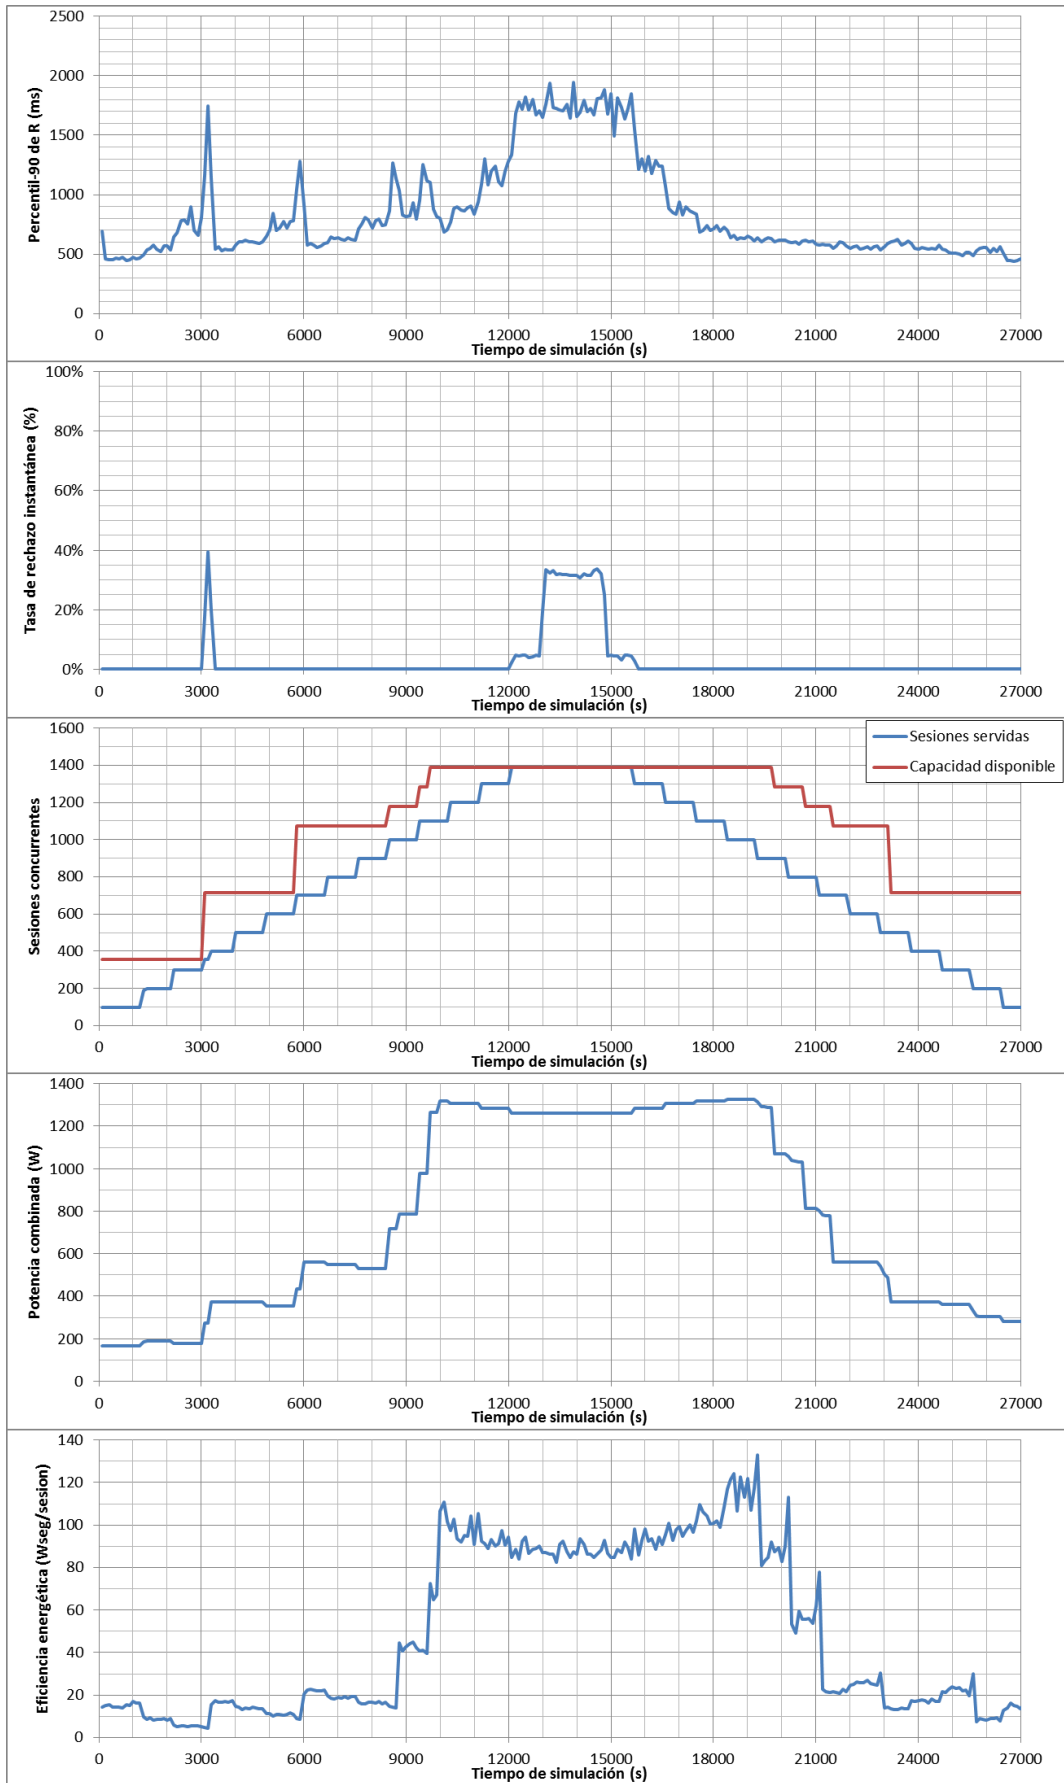 Percentil-90 de R (ms)
2500
2000
1500
1000
500
0
0 3000 6000 9000 12000 15000 18000 21000 24000 27000
Tiempo de simulación (s)
Tasa de rechazo instantánea (%)
100%
80%
60%
40%
20%
0%
0 3000 6000 9000 12000 15000 18000 21000 24000 27000
Tiempo de simulación (s)
Sesiones concurrentes
1600
1400
1200
1000
800
600
400
200
0
Sesiones servidas
Capacidad disponible
0 3000 6000 9000 12000 15000 18000 21000 24000 27000
Tiempo de simulación (s)
Potencia combinada (W)
1400
1200
1000
800
600
400
200
0
0 3000 6000 9000 12000 15000 18000 21000 24000 27000
Tiempo de simulación (s)
Eficiencia energética (Wseg/sesion)
140
120
100
80
60
40
20
0
0 3000 6000 9000 12000 15000 18000 21000 24000 27000
Tiempo de simulación (s)